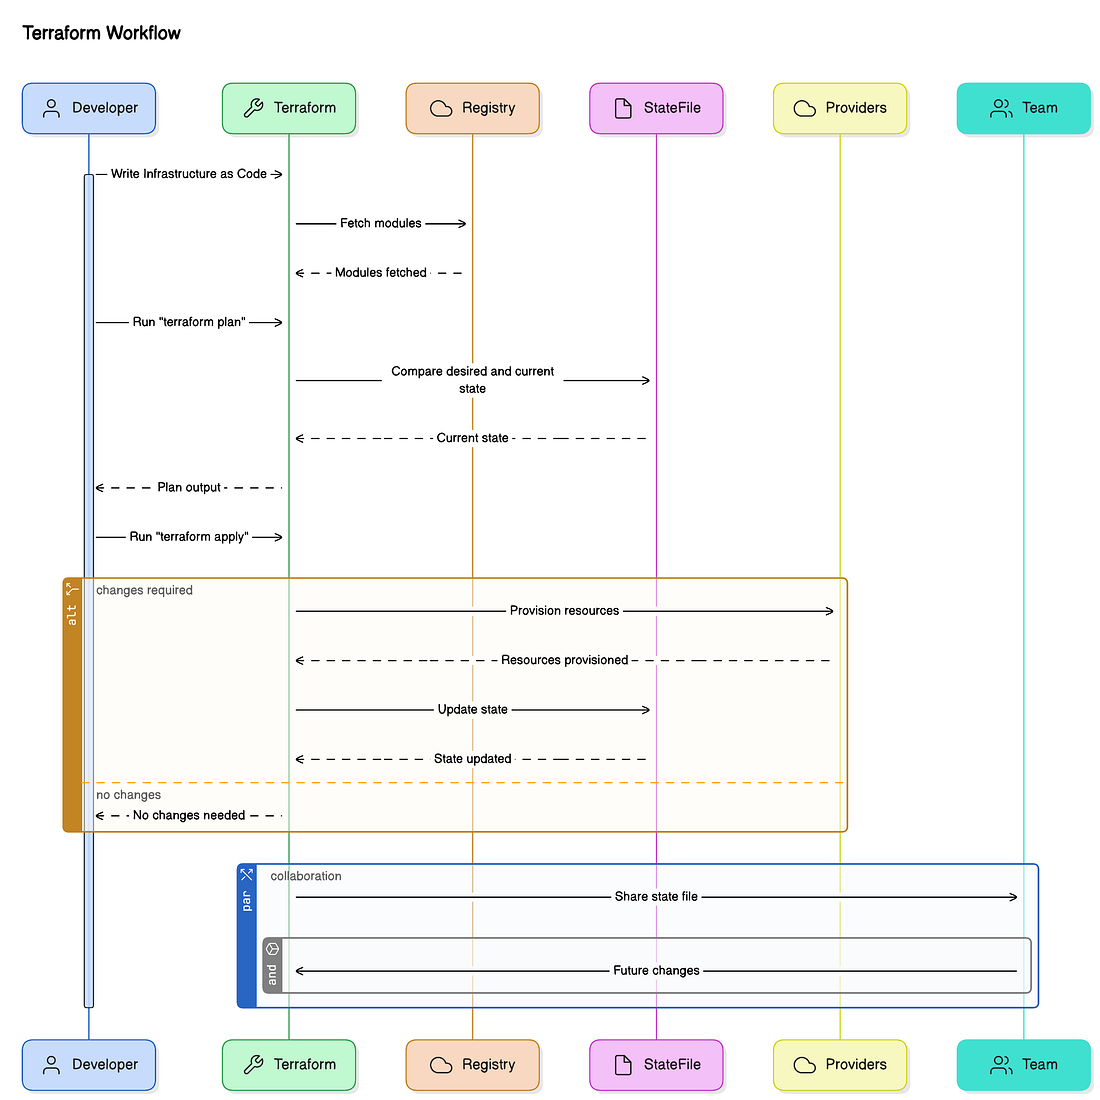 Terraform Workflow
Developer
Terraform
Registry
StateFile
Providers
Team
Write Infrastructure as Code
Fetch modules
Modules fetched
Run "terraform plan"
Compare desired and current
state
Current state
Plan output
Run "terraform apply"
alt
changes required
Provision resources
Resources provisioned
Update state
State updated
no changes
No changes needed
par
collaboration
Share state file
and
Future changes
Developer
Terraform
Registry
StateFile
Providers
Team